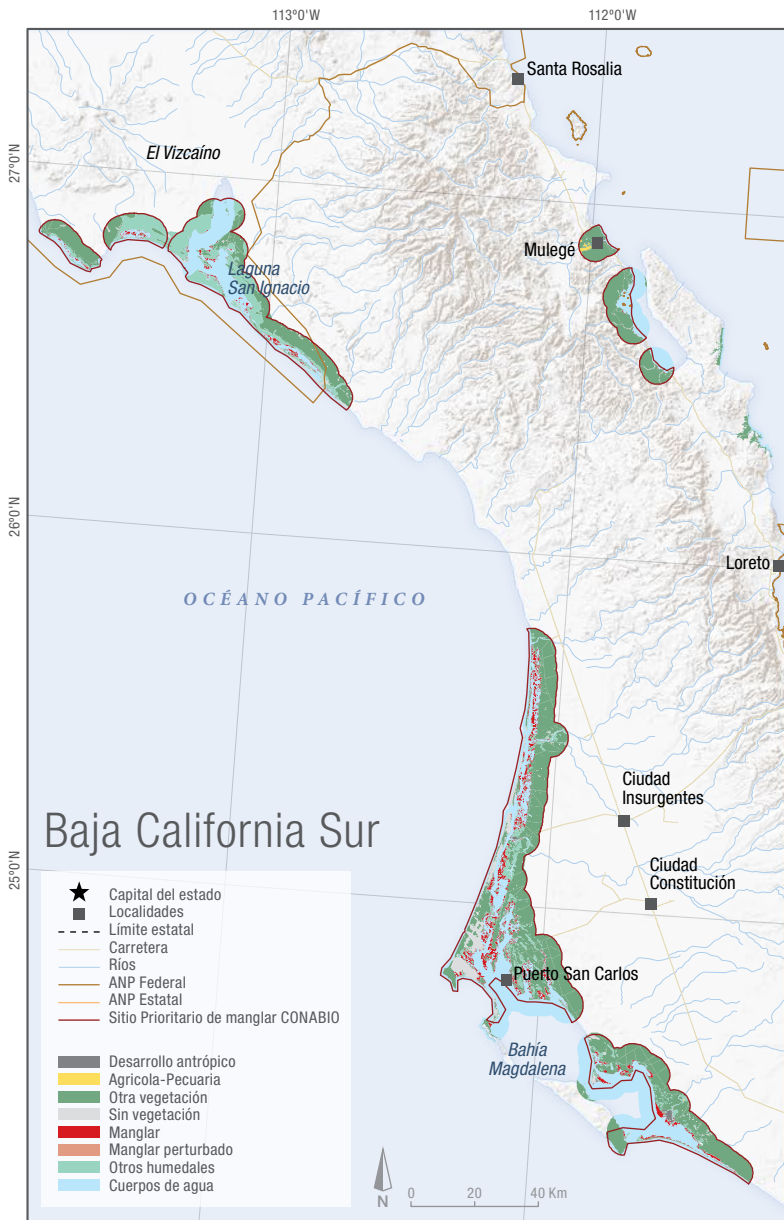 113°0'W
112°0'W
Santa Rosalia
27°0'N
El Vizcaíno
Mulegé
Laguna
San Ignacio
26°0'N
Loreto
OCÉANO PACÍFICO
Ciudad
Insurgentes
Baja California Sur
25°0'N
Ciudad
Constitución
Capital del estado
Localidades
Límite estatal
Carretera
Ríos
ANP Federal
ANP Estatal
Sitio Prioritario de manglar CONABIO
Puerto San Carlos
Bahía
Magdalena
Desarrollo antrópico
Agricola-Pecuaria
Otra vegetación
Sin vegetación
Manglar
Manglar perturbado
Otros humedales
Cuerpos de agua
N
0 20 40 Km